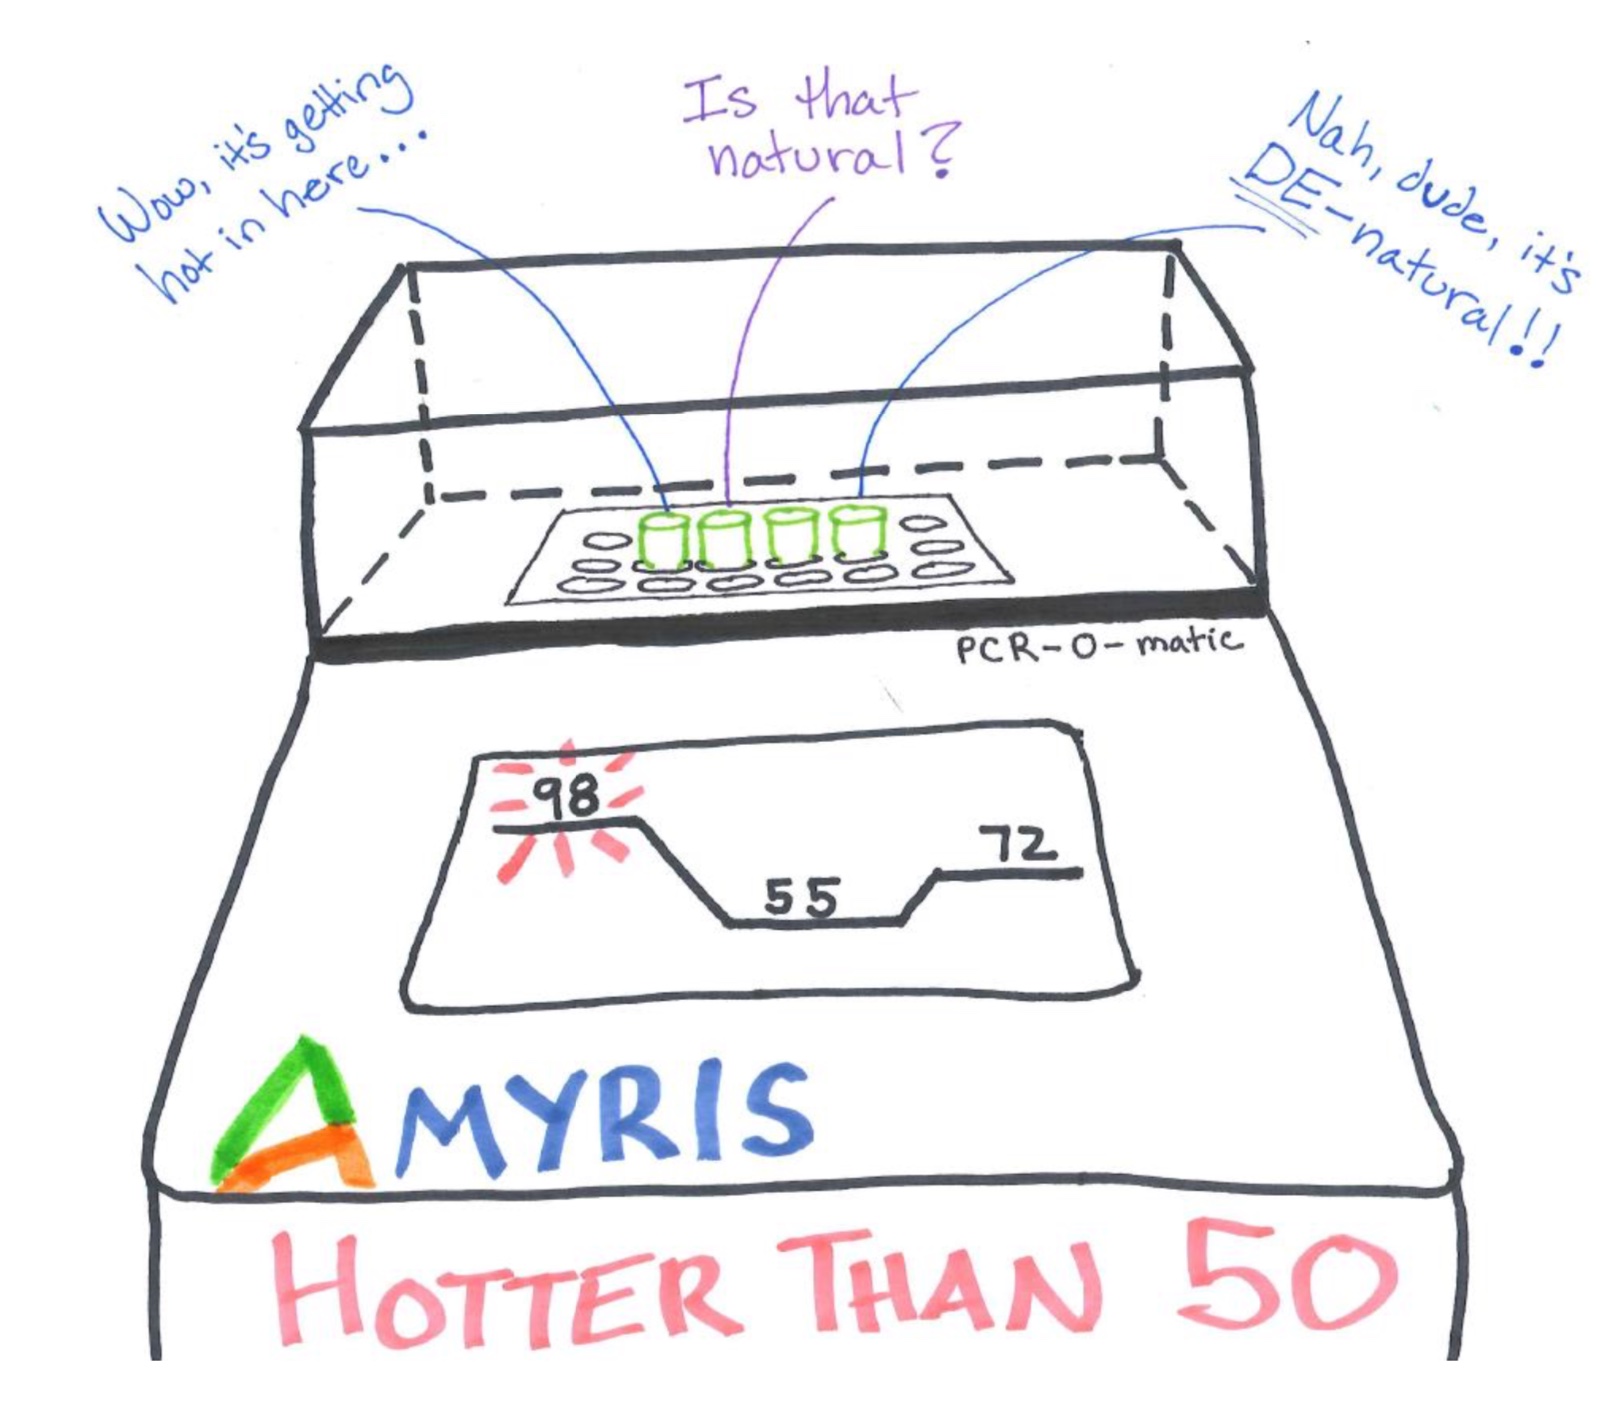 Wow, it's getting
hot in here...
Is that
natural?
Nah, dude, it's
DE-natural!!
PCR-O-matic
98
55
72
AMYRIS
HOTTER THAN 50